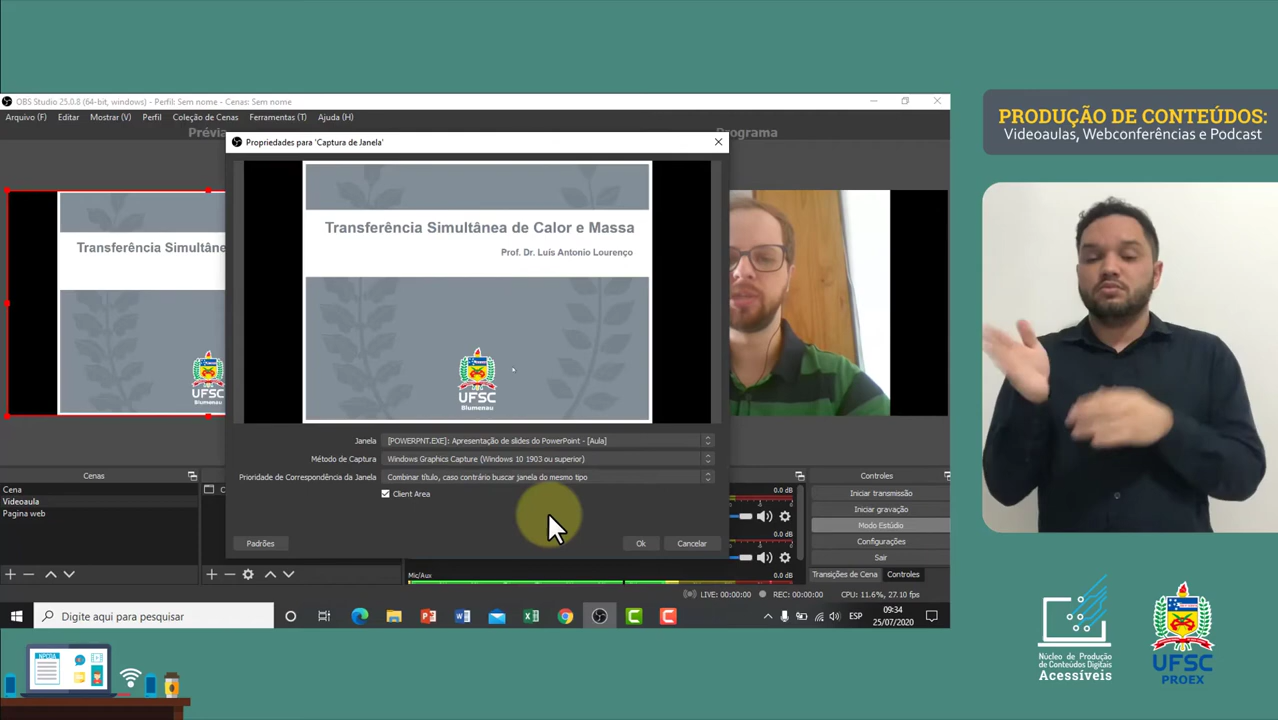 OBS Studio 25.0.8 (64-bit, windows) - Perfil: Sem nome - Cenas: Sem nome
Arquivo (F) Editar Mostrar (V) Perfil Coleção de Cenas Ferramentas (T) Ajuda (H)
Prévia
Programa
Propriedades para 'Captura de Janela'
Transferência Simultâne
Transferência Simultânea de Calor e Massa
Prof. Dr. Luís Antonio Lourenço
UFSC
Blumenau
UFSC
Blumenau
Janela [POWERPNT.EXE]: Apresentação de slides do PowerPoint - [Aula]
Método de Captura Windows Graphics Capture (Windows 10 1903 ou superior)
Prioridade de Correspondência da Janela Combinar título, caso contrário buscar janela do mesmo tipo
Client Area
Padrões Ok Cancelar
Cenas
Cena
Videoaula
Pagina web
0.0 dB
0.0 dB
Mic/Aux 0.0 dB
Controles
Iniciar transmissão
Iniciar gravação
Modo Estúdio
Configurações
Sair
Transições de Cena Controles
LIVE: 00:00:00 REC: 00:00:00 CPU: 11.6%, 27.10 fps
Digite aqui para pesquisar
ESP
09:34
25/07/2020
PRODUÇÃO DE CONTEÚDOS:
Videoaulas, Webconferências e Podcast
NPCDA
Núcleo de Produção
de Conteúdos Digitais
Acessíveis
UFSC
PROEX